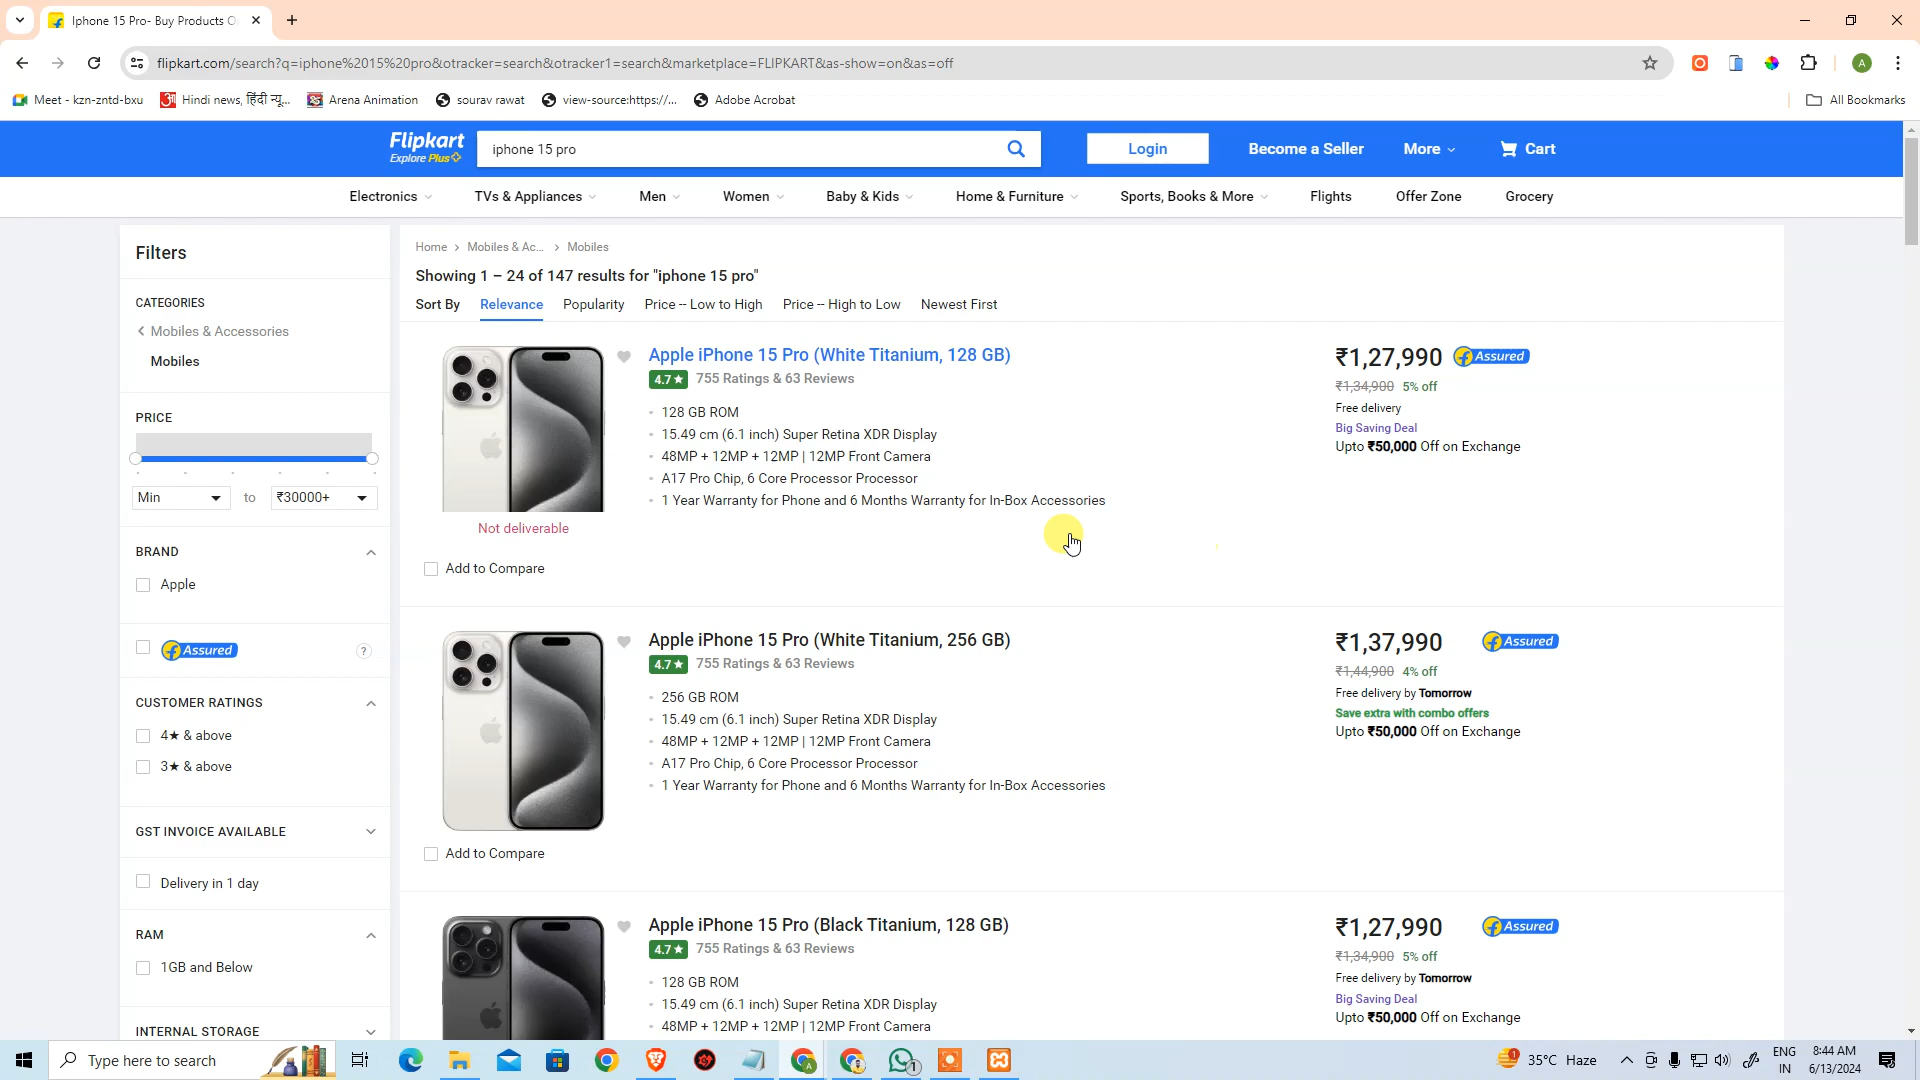 Iphone 15 Pro- Buy Products O
flipkart.com/search?q=iphone%2015%20pro&otracker=search&otracker1=search&marketplace=FLIPKART&as-show=on&as=off
A
Meet - kzn-zntd-bxu
Hindi news, हिंदी न्यू...
Arena Animation
sourav rawat
view-source:https://...
Adobe Acrobat
All Bookmarks
Flipkart
Explore Plus
iphone 15 pro
Login
Become a Seller
More
Cart
Electronics
TVs & Appliances
Men
Women
Baby & Kids
Home & Furniture
Sports, Books & More
Flights
Offer Zone
Grocery
Filters
CATEGORIES
Mobiles & Accessories
Mobiles
PRICE
Min
to
₹30000+
BRAND
Apple
Assured
?
CUSTOMER RATINGS
4★ & above
3★ & above
GST INVOICE AVAILABLE
Delivery in 1 day
RAM
1GB and Below
INTERNAL STORAGE
Home > Mobiles & Ac... > Mobiles
Showing 1 – 24 of 147 results for "iphone 15 pro"
Sort By
Relevance
Popularity
Price -- Low to High
Price -- High to Low
Newest First
Apple iPhone 15 Pro (White Titanium, 128 GB)
4.7★ 755 Ratings & 63 Reviews
128 GB ROM
15.49 cm (6.1 inch) Super Retina XDR Display
48MP + 12MP + 12MP | 12MP Front Camera
A17 Pro Chip, 6 Core Processor Processor
1 Year Warranty for Phone and 6 Months Warranty for In-Box Accessories
Not deliverable
Add to Compare
₹1,27,990
Assured
₹1,34,900 5% off
Free delivery
Big Saving Deal
Upto ₹50,000 Off on Exchange
Apple iPhone 15 Pro (White Titanium, 256 GB)
4.7★ 755 Ratings & 63 Reviews
256 GB ROM
15.49 cm (6.1 inch) Super Retina XDR Display
48MP + 12MP + 12MP | 12MP Front Camera
A17 Pro Chip, 6 Core Processor Processor
1 Year Warranty for Phone and 6 Months Warranty for In-Box Accessories
Add to Compare
₹1,37,990
Assured
₹1,44,900 4% off
Free delivery by Tomorrow
Save extra with combo offers
Upto ₹50,000 Off on Exchange
Apple iPhone 15 Pro (Black Titanium, 128 GB)
4.7★ 755 Ratings & 63 Reviews
128 GB ROM
15.49 cm (6.1 inch) Super Retina XDR Display
48MP + 12MP + 12MP | 12MP Front Camera
₹1,27,990
Assured
₹1,34,900 5% off
Free delivery by Tomorrow
Big Saving Deal
Upto ₹50,000 Off on Exchange
Type here to search
35°C Haze
ENG
IN
8:44 AM
6/13/2024